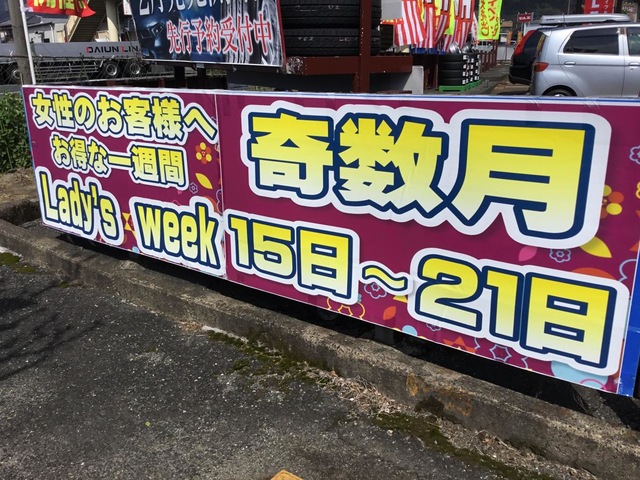 先行予約受付中
DAIUN LINE
女性のお客様へ
お得な一週間
Lady's week
奇数月
15日～21日